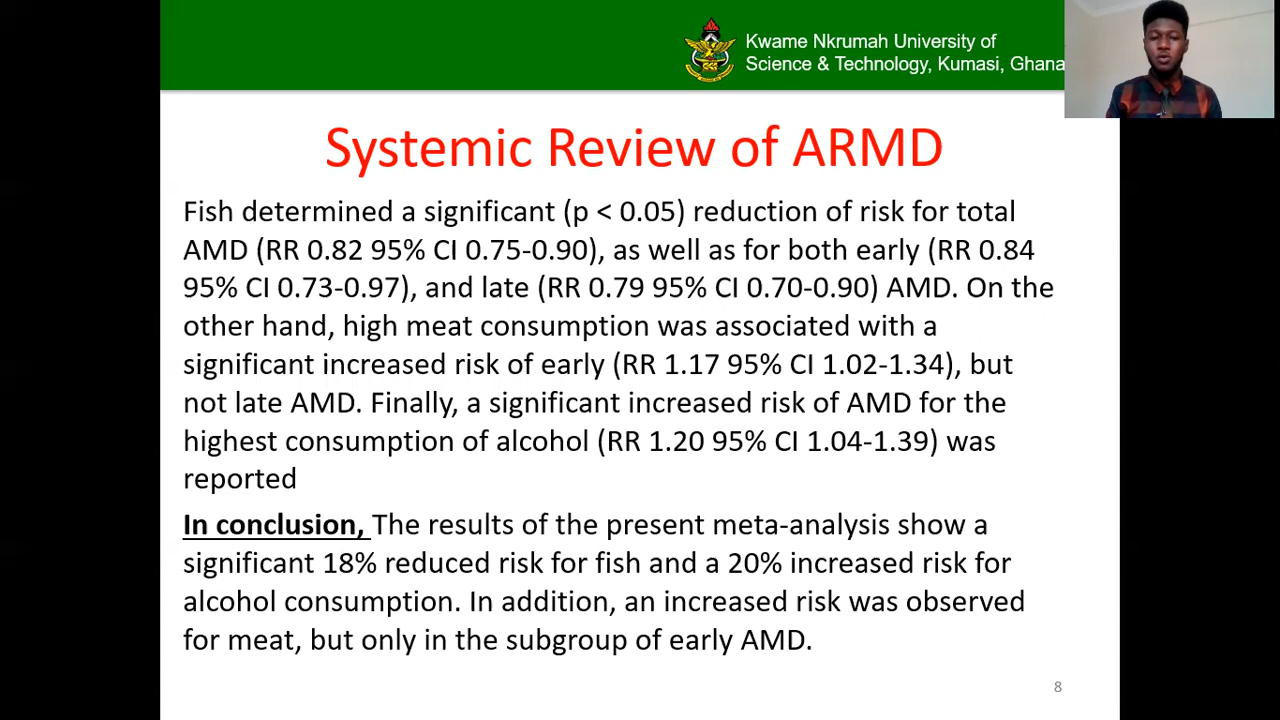 Kwame Nkrumah University of
Science & Technology, Kumasi, Ghana
Systemic Review of ARMD
Fish determined a significant (p < 0.05) reduction of risk for total
AMD (RR 0.82 95% CI 0.75-0.90), as well as for both early (RR 0.84
95% CI 0.73-0.97), and late (RR 0.79 95% CI 0.70-0.90) AMD. On the
other hand, high meat consumption was associated with a
significant increased risk of early (RR 1.17 95% CI 1.02-1.34), but
not late AMD. Finally, a significant increased risk of AMD for the
highest consumption of alcohol (RR 1.20 95% CI 1.04-1.39) was
reported
In conclusion, The results of the present meta-analysis show a
significant 18% reduced risk for fish and a 20% increased risk for
alcohol consumption. In addition, an increased risk was observed
for meat, but only in the subgroup of early AMD.
8